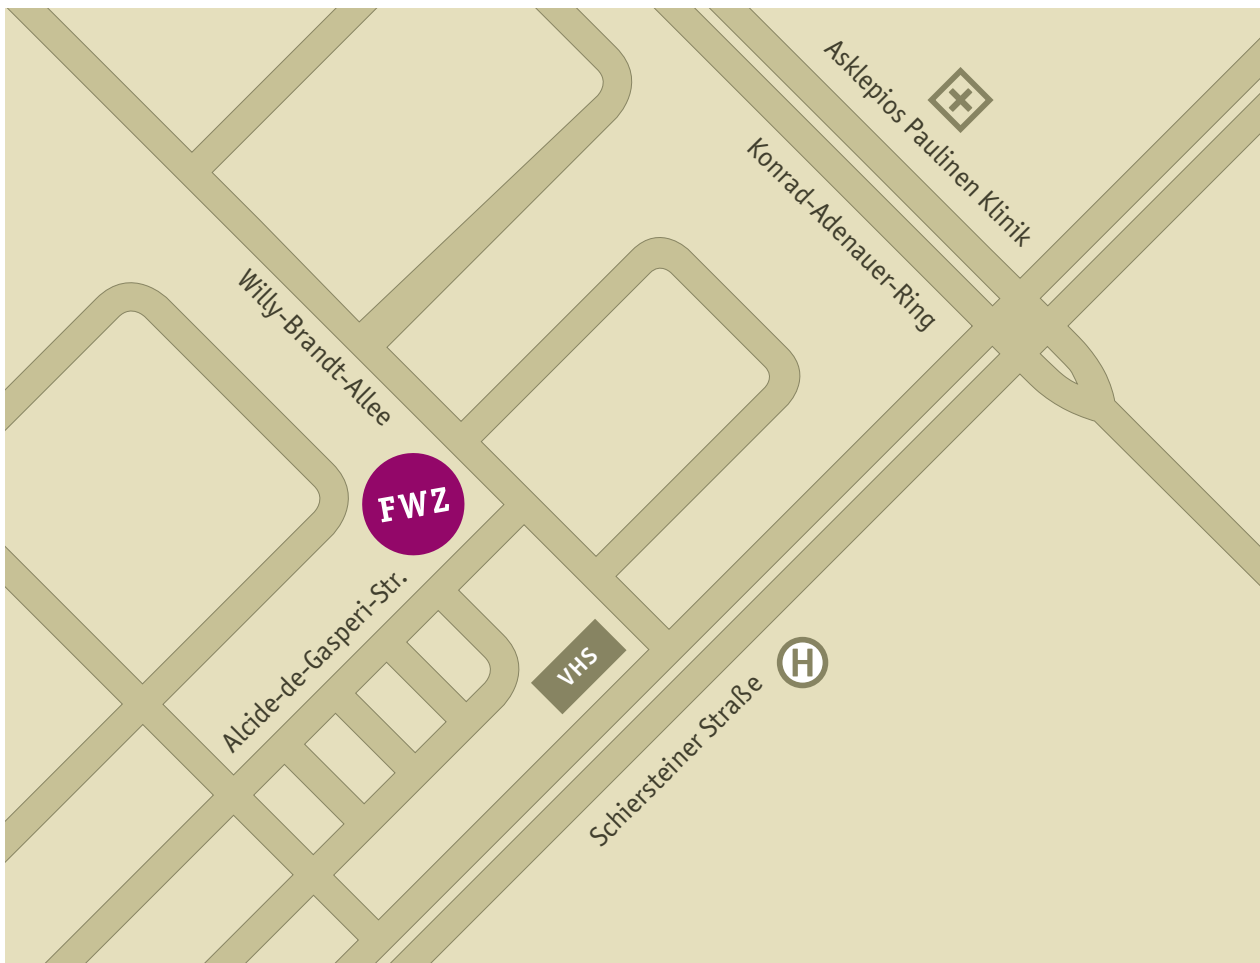 Asklepios Paulinen Klinik
Konrad-Adenauer-Ring
Willy-Brandt-Allee
FWZ
Alcide-de-Gasperi-Str.
VHS
H
Schiersteiner Straße